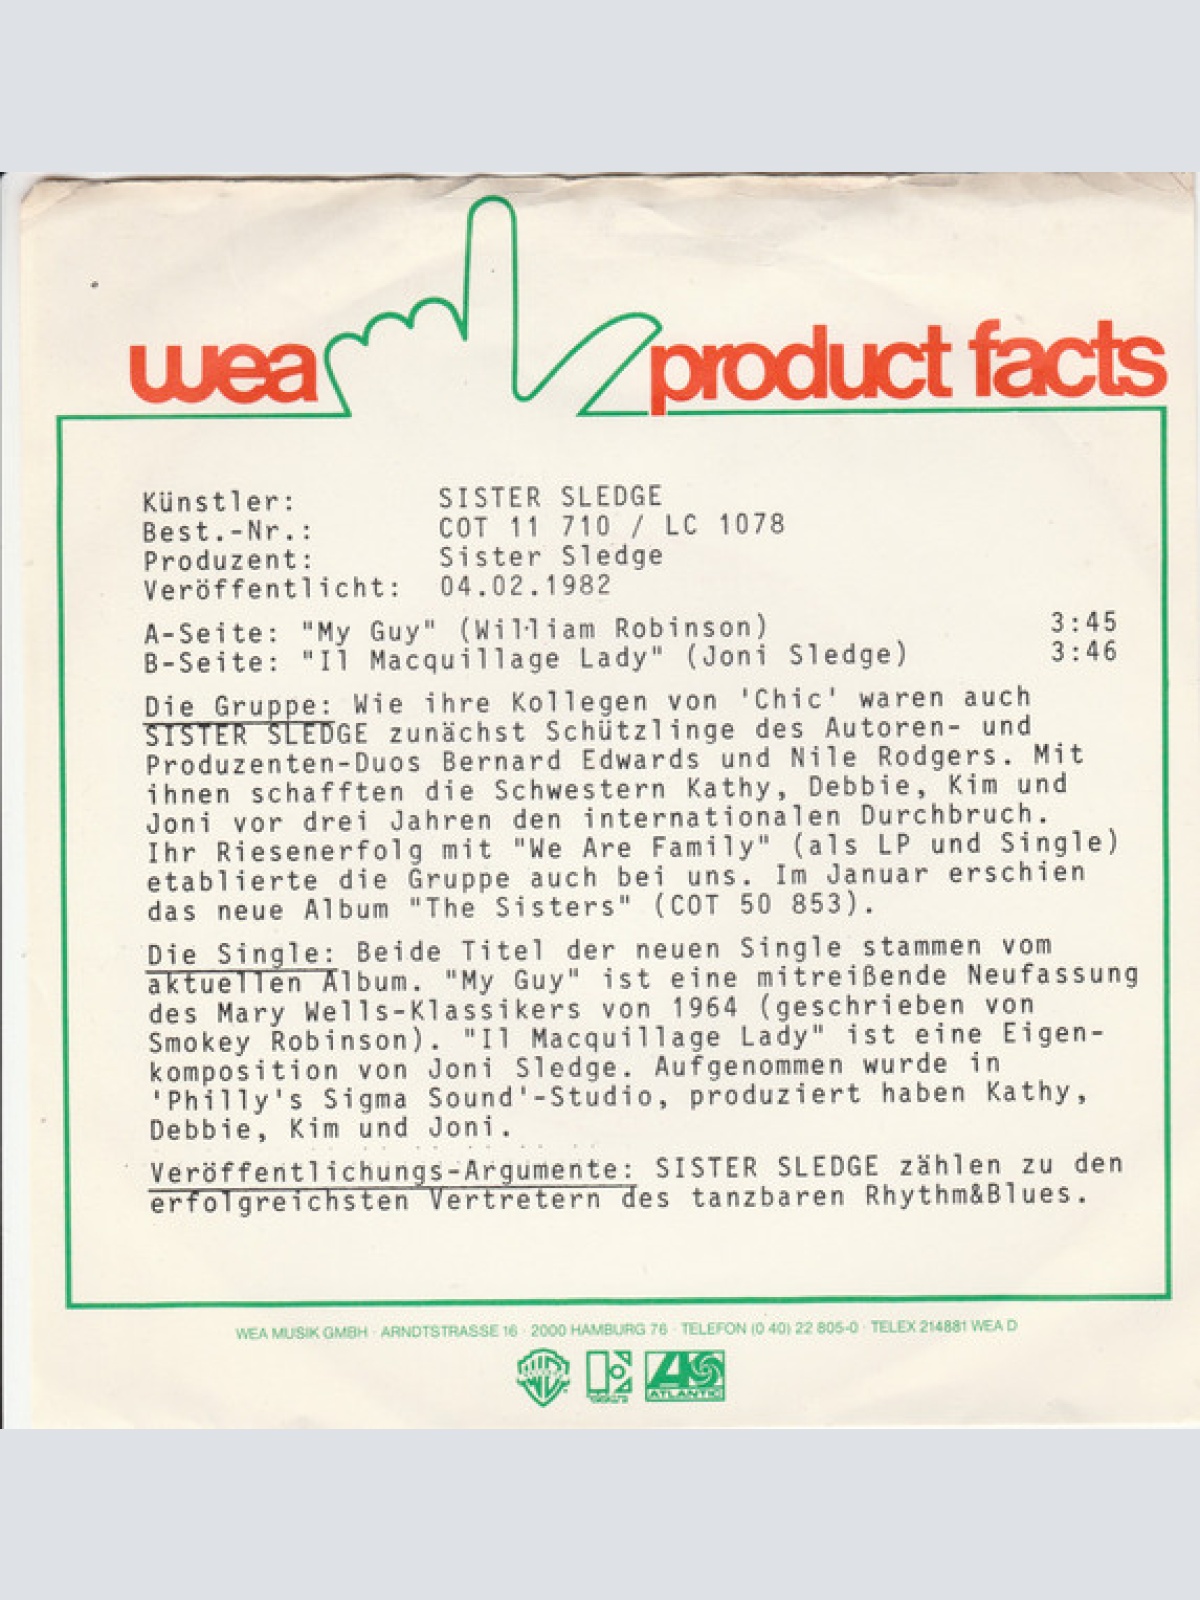 wea product facts
Künstler: SISTER SLEDGE
Best.-Nr.: COT 11 710 / LC 1078
Produzent: Sister Sledge
Veröffentlicht: 04.02.1982
A-Seite: "My Guy" (William Robinson) 3:45
B-Seite: "Il Macquillage Lady" (Joni Sledge) 3:46
Die Gruppe: Wie ihre Kollegen von 'Chic' waren auch
SISTER SLEDGE zunächst Schützlinge des Autoren- und
Produzenten-Duos Bernard Edwards und Nile Rodgers. Mit
ihnen schafften die Schwestern Kathy, Debbie, Kim und
Joni vor drei Jahren den internationalen Durchbruch.
Ihr Riesenerfolg mit "We Are Family" (als LP und Single)
etablierte die Gruppe auch bei uns. Im Januar erschien
das neue Album "The Sisters" (COT 50 853).
Die Single: Beide Titel der neuen Single stammen vom
aktuellen Album. "My Guy" ist eine mitreißende Neufassung
des Mary Wells-Klassikers von 1964 (geschrieben von
Smokey Robinson). "Il Macquillage Lady" ist eine Eigen-
komposition von Joni Sledge. Aufgenommen wurde in
'Philly's Sigma Sound'-Studio, produziert haben Kathy,
Debbie, Kim und Joni.
Veröffentlichungs-Argumente: SISTER SLEDGE zählen zu den
erfolgreichsten Vertretern des tanzbaren Rhythm&Blues.
WEA MUSIK GMBH · ARNDTSTRASSE 16 · 2000 HAMBURG 76 · TELEFON (0 40) 22 805-0 · TELEX 214881 WEA D
ATLANTIC